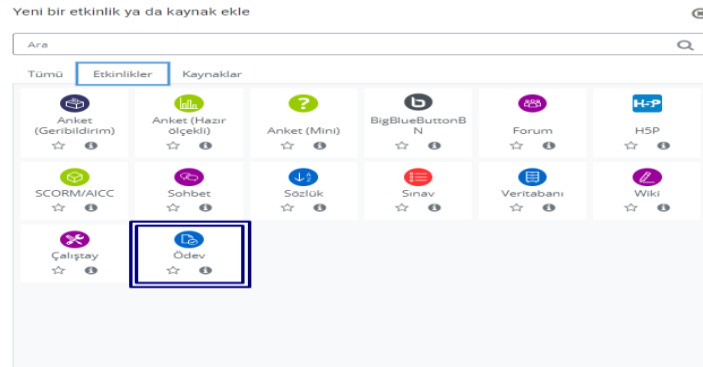 Yeni bir etkinlik ya da kaynak ekle
Ara
Tümü Etkinlikler Kaynaklar
Anket (Geribildirim)
Anket (Hazır ölçekli)
Anket (Mini)
BigBlueButtonB
N
Forum
H5P
SCORM/AICC
Sohbet
Sözlük
Sınav
Veritabanı
Wiki
Çalıştay
Ödev